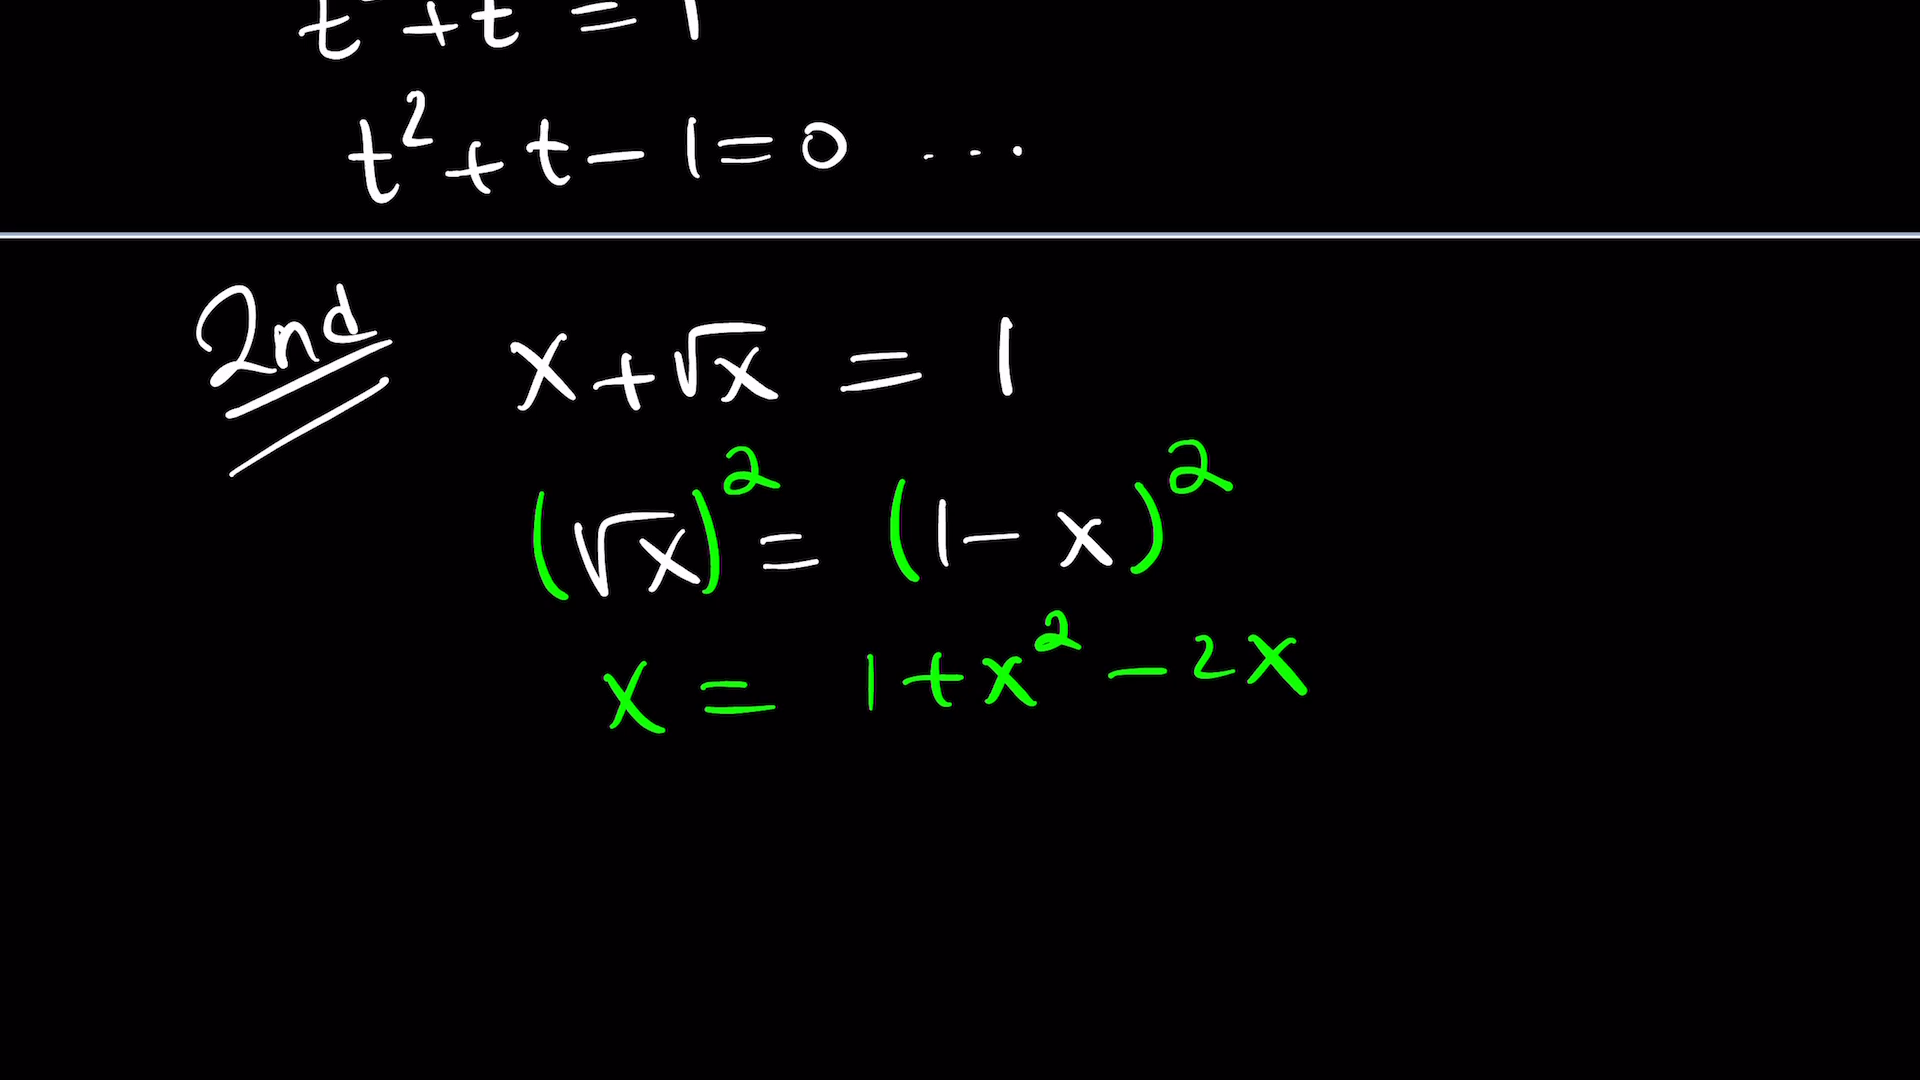 t²+t=1
t²+t-1=0 ...
2nd x+√x = 1
(√x)²=(1-x)²
x = 1+x²-2x